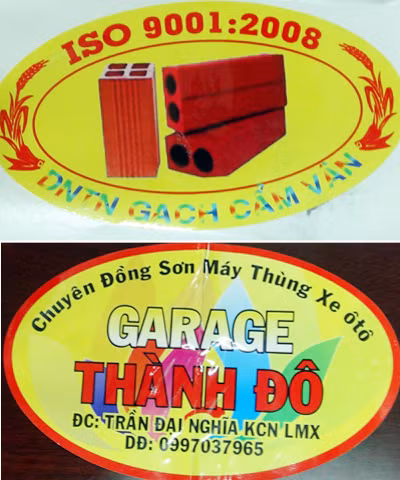 ISO 9001:2008
DNTN GẠCH CẨM VÂN
Chuyên Đồng Sơn Máy Thùng Xe ôtô
GARAGE
THÀNH ĐÔ
ĐC: TRẦN ĐẠI NGHĨA KCN LMX
DĐ: 0997037965